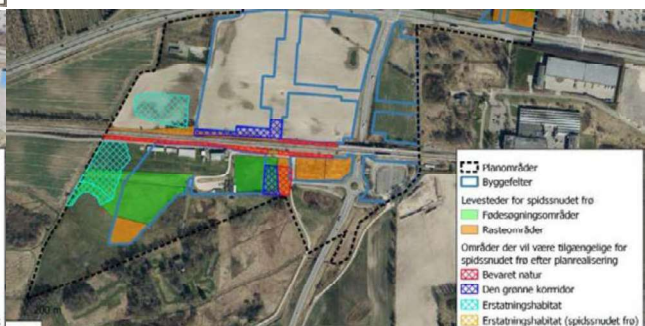 Planområder
Byggefelter
Levesteder for spidssnudet frø
Fødesøgningsområder
Rasteområder
Områder der vil være tilgængelige for
spidssnudet frø efter planrealisering
Bevaret natur
Den grønne korridor
Erstatningshabitat
Erstatningshabitat (spidssnudet frø)
200 m